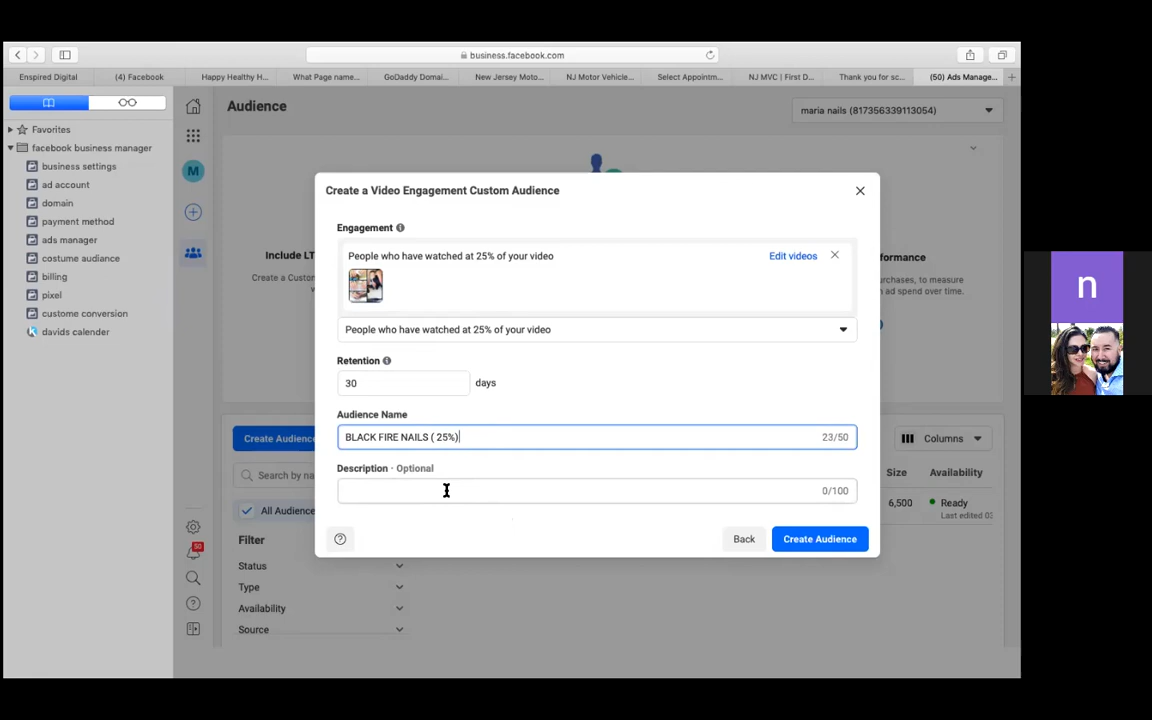 business.facebook.com
Enspired Digital
(4) Facebook
Happy Healthy H...
What Page name...
GoDaddy Domai...
New Jersey Moto...
NJ Motor Vehicle...
Select Appointm...
NJ MVC | First D...
Thank you for sc...
(50) Ads Manage...
Favorites
facebook business manager
business settings
ad account
domain
payment method
ads manager
costume audience
billing
pixel
custome conversion
davids calender
M
50
Audience
maria nails (817356339113054)
Include LT
Create a Custom
formance
rchases, to measure
ad spend over time.
Create a Video Engagement Custom Audience
Engagement
People who have watched at 25% of your video
Edit videos
People who have watched at 25% of your video
Retention
30
days
Audience Name
BLACK FIRE NAILS ( 25%)
23/50
Description · Optional
0/100
Back
Create Audience
Create Audience
Search by na
All Audience
Filter
Status
Type
Availability
Source
Columns
Size
Availability
6,500
Ready
Last edited 03
n